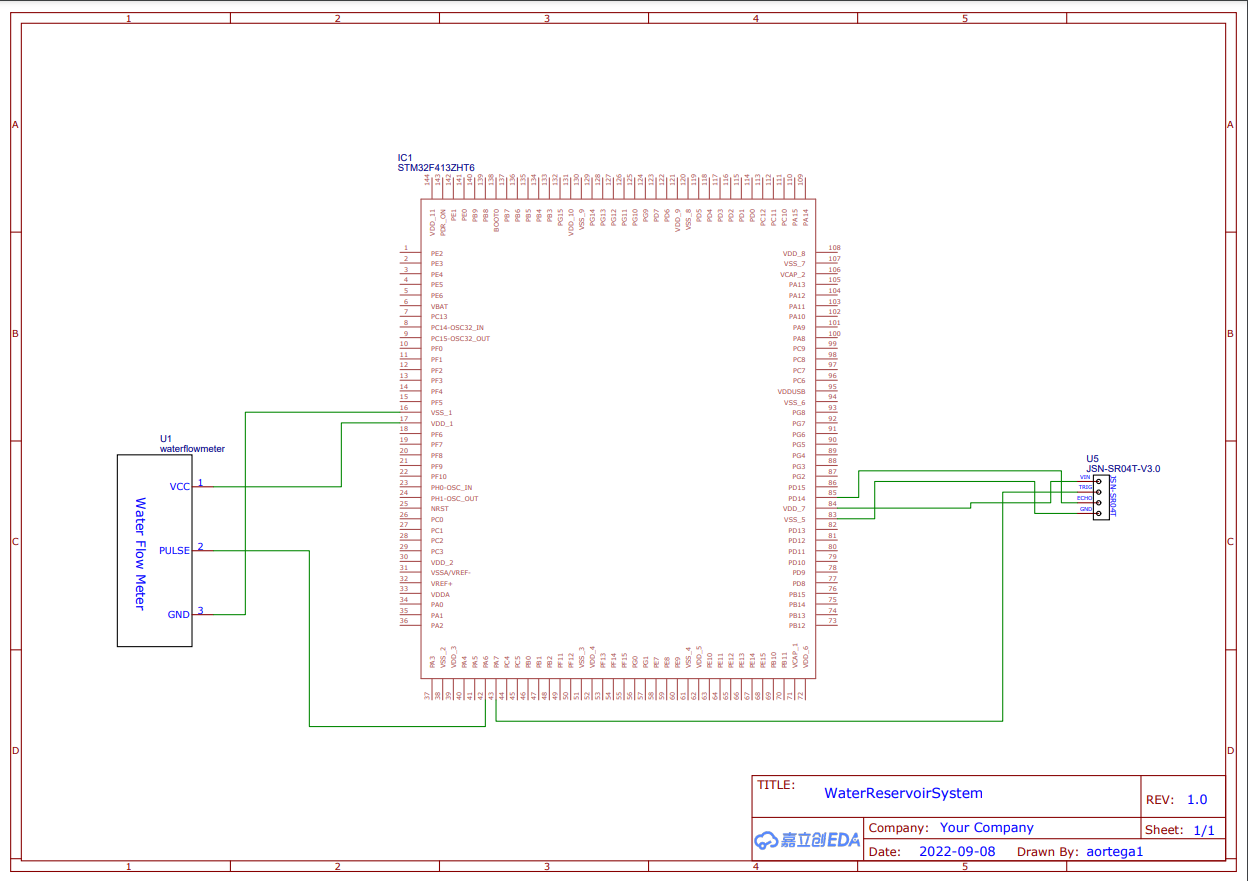 1 2 3 4 5
A A
B B
C C
D D
IC1
STM32F413ZHT6
144 143 142 141 140 139 138 137 136 135 134 133 132 131 130 129 128 127 126 125 124 123 122 121 120 119 118 117 116 115 114 113 112 111 110 109
VDD_11 PDR_ON PE1 PE0 PB9 PB8 BOOT0 PB7 PB6 PB5 PB4 PB3 PG15 VDD_10 VSS_9 PG14 PG13 PG12 PG11 PG10 PG9 PD7 PD6 VDD_9 VSS_8 PD5 PD4 PD3 PD2 PD1 PD0 PC12 PC11 PC10 PA15 PA14
1 PE2
2 PE3
3 PE4
4 PE5
5 PE6
6 VBAT
7 PC13
8 PC14-OSC32_IN
9 PC15-OSC32_OUT
10 PF0
11 PF1
12 PF2
13 PF3
14 PF4
15 PF5
16 VSS_1
17 VDD_1
18 PF6
19 PF7
20 PF8
21 PF9
22 PF10
23 PH0-OSC_IN
24 PH1-OSC_OUT
25 NRST
26 PC0
27 PC1
28 PC2
29 PC3
30 VDD_2
31 VSSA/VREF-
32 VREF+
33 VDDA
34 PA0
35 PA1
36 PA2
VDD_8 108
VSS_7 107
VCAP_2 106
PA13 105
PA12 104
PA11 103
PA10 102
PA9 101
PA8 100
PC9 99
PC8 98
PC7 97
PC6 96
VDDUSB 95
VSS_6 94
PG8 93
PG7 92
PG6 91
PG5 90
PG4 89
PG3 88
PG2 87
PD15 86
PD14 85
VDD_7 84
VSS_5 83
PD13 82
PD12 81
PD11 80
PD10 79
PD9 78
PD8 77
PB15 76
PB14 75
PB13 74
PB12 73
PA3 VSS_2 VDD_3 PA4 PA5 PA6 PA7 PC4 PC5 PB0 PB1 PB2 PF11 PF12 VSS_3 VDD_4 PF13 PF14 PF15 PG0 PG1 PE7 PE8 PE9 VSS_4 VDD_5 PE10 PE11 PE12 PE13 PE14 PE15 PB10 PB11 VCAP_1 VDD_6
37 38 39 40 41 42 43 44 45 46 47 48 49 50 51 52 53 54 55 56 57 58 59 60 61 62 63 64 65 66 67 68 69 70 71 72
U1
waterflowmeter
Water Flow Meter
VCC 1
PULSE 2
GND 3
U5
JSN-SR04T-V3.0
VIN
TRIG
ECHO
GND
JSN-SR04T
TITLE:
WaterReservoirSystem
REV: 1.0
嘉立创EDA
Company: Your Company
Sheet: 1/1
Date: 2022-09-08 Drawn By: aortega1
1 2 3 4 5